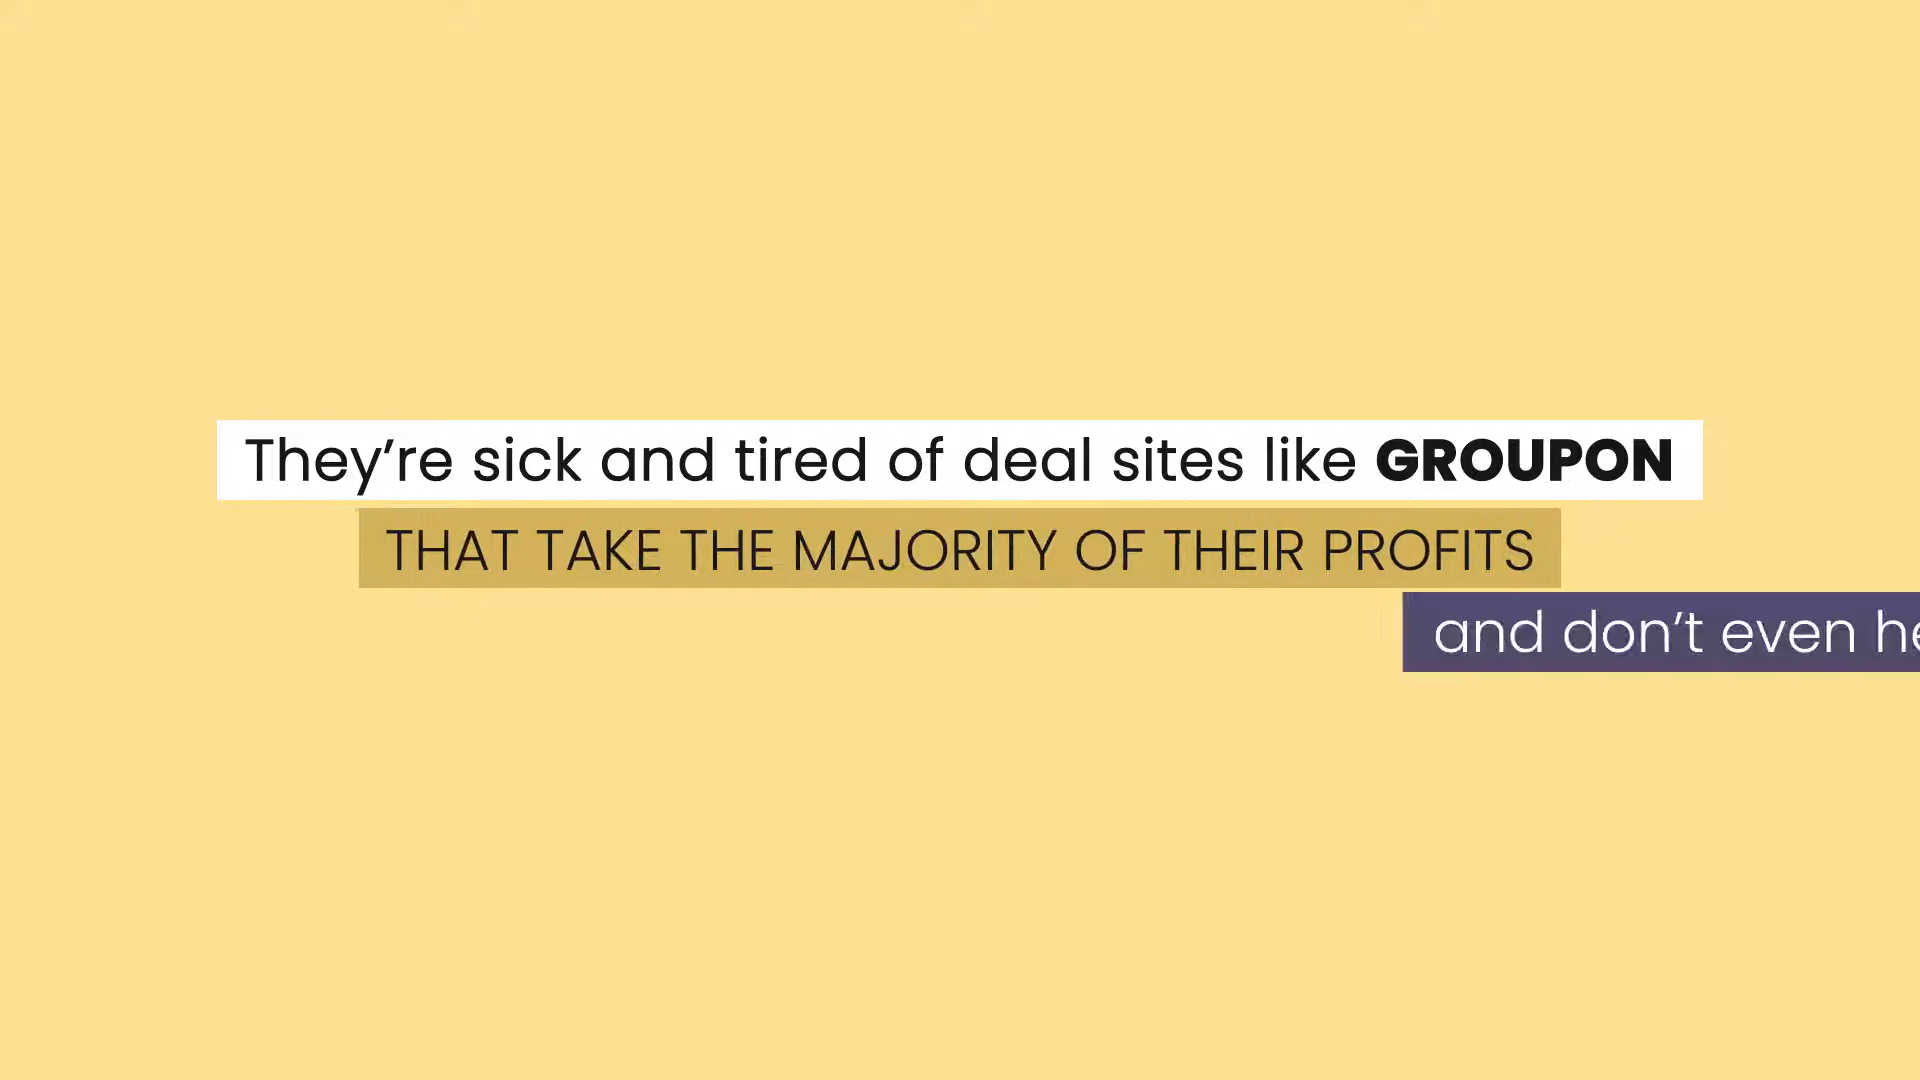 They’re sick and tired of deal sites like GROUPON
THAT TAKE THE MAJORITY OF THEIR PROFITS
and don’t even